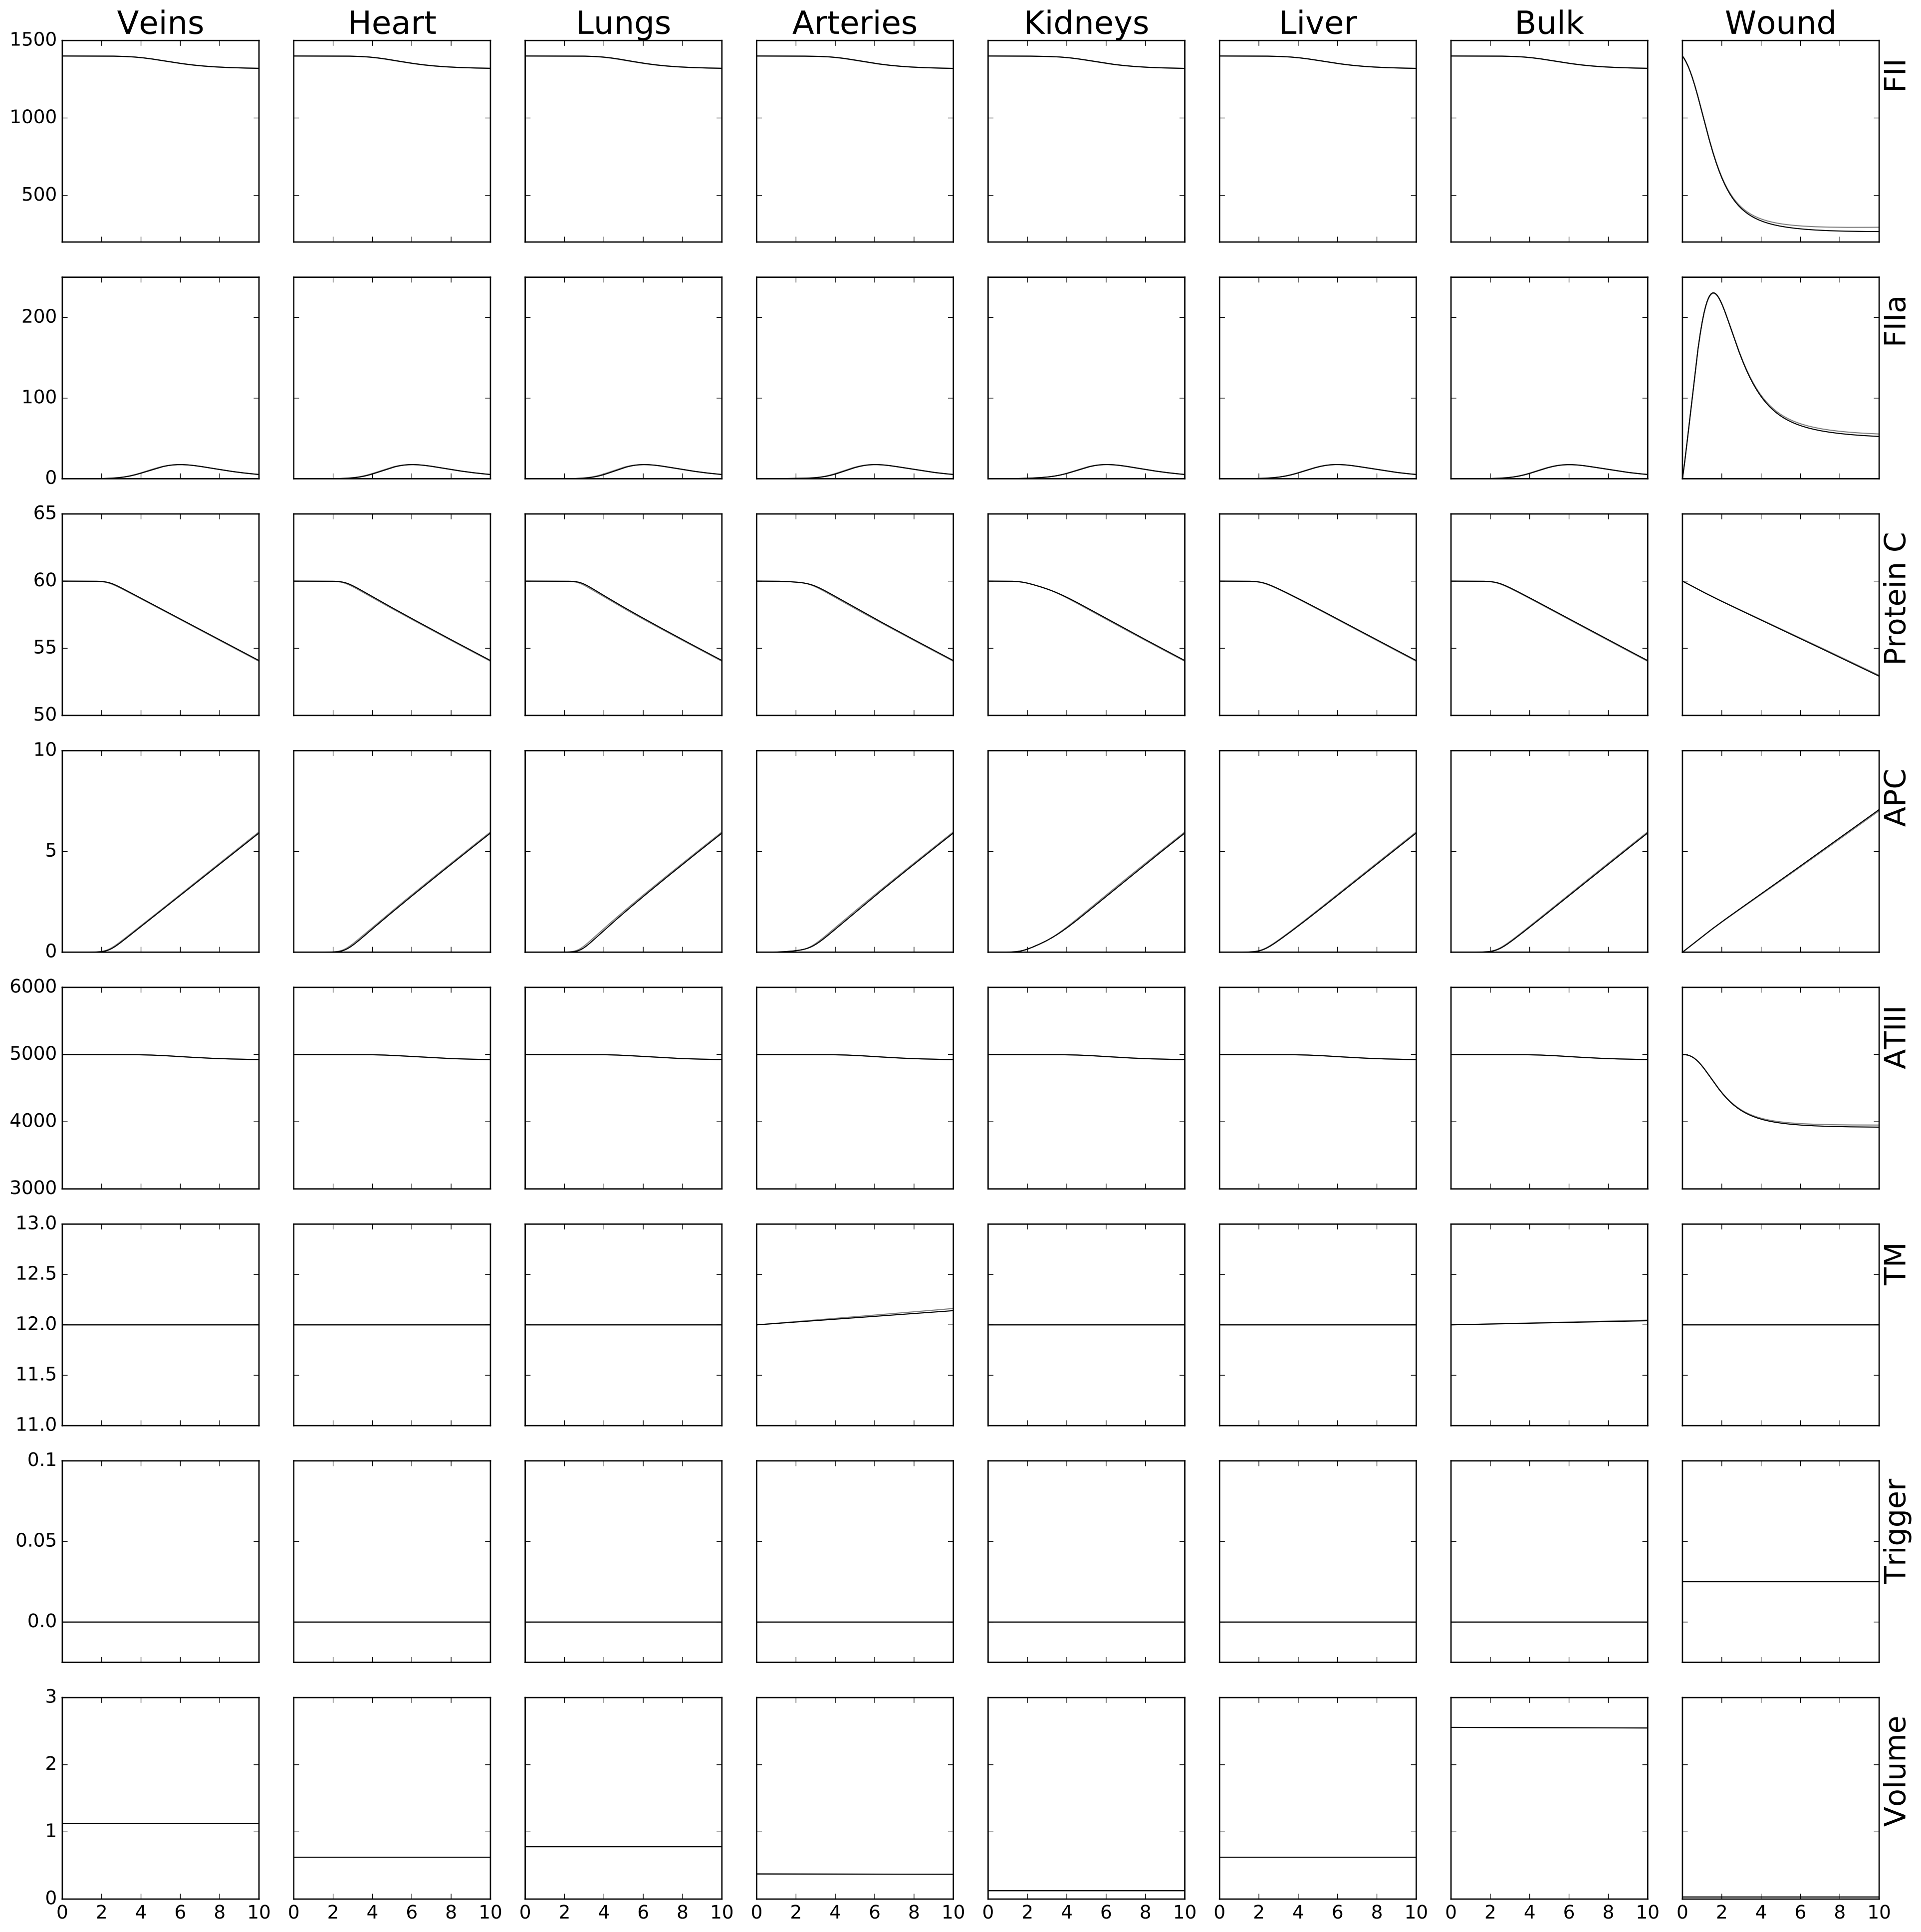 Veins Heart Lungs Arteries Kidneys Liver Bulk Wound
1500
1000
500
FII
200
100
0
FIIa
65
60
55
50
Protein C
10
5
0
APC
6000
5000
4000
3000
ATIII
13.0
12.5
12.0
11.5
11.0
TM
0.1
0.05
0.0
Trigger
3
2
1
0
Volume
0 2 4 6 8 10 0 2 4 6 8 10 0 2 4 6 8 10 0 2 4 6 8 10 0 2 4 6 8 10 0 2 4 6 8 10 0 2 4 6 8 10 0 2 4 6 8 10